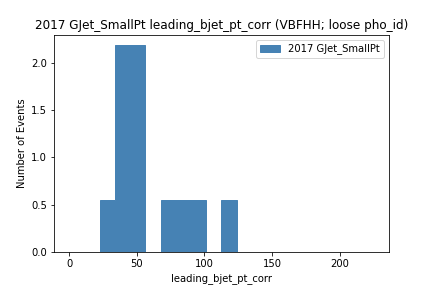 2017 GJet_SmallPt leading_bjet_pt_corr (VBFHH; loose pho_id)
2017 GJet_SmallPt
Number of Events
2.0
1.5
1.0
0.5
0.0
0
50
100
150
200
leading_bjet_pt_corr